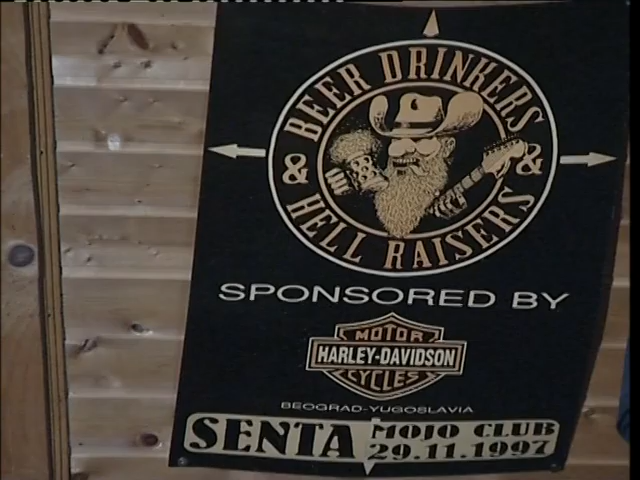 BEER DRINKERS
& &
HELL RAISERS
SPONSORED BY
MOTOR
HARLEY-DAVIDSON
CYCLES
BEOGRAD-YUGOSLAVIA
SENTA MOJO CLUB
29.11.1997